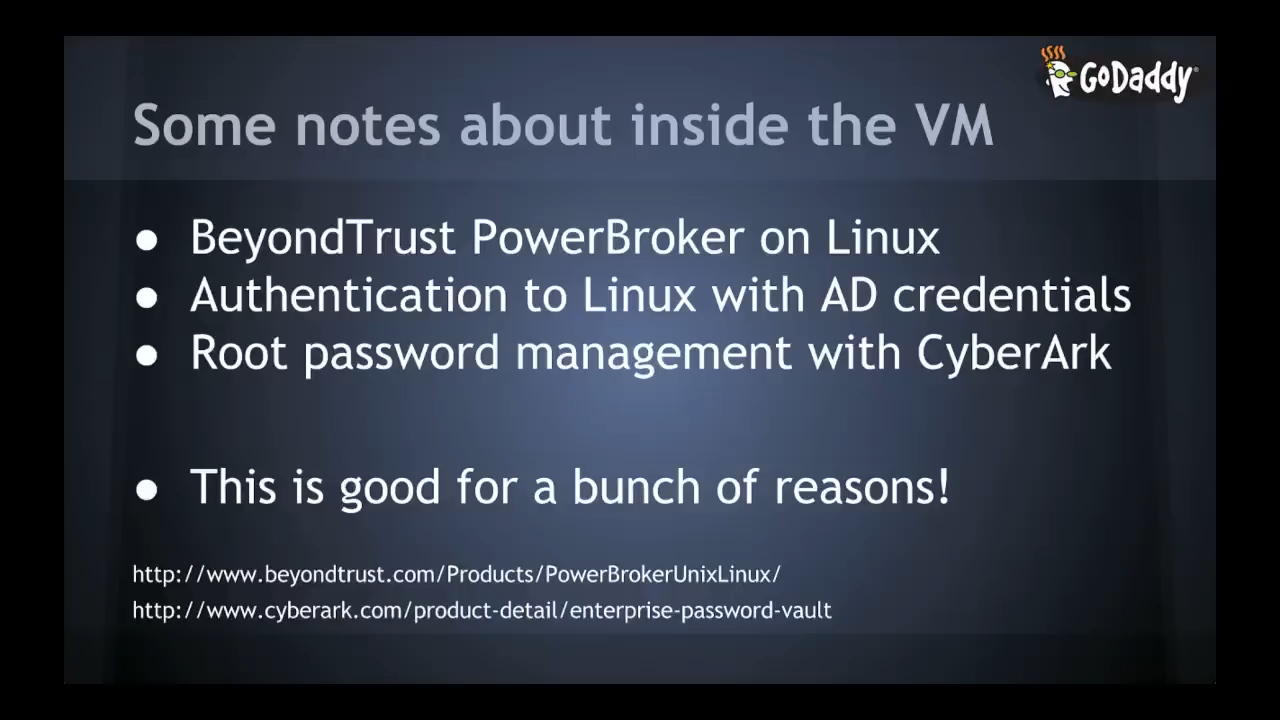 GoDaddy
Some notes about inside the VM
● BeyondTrust PowerBroker on Linux
● Authentication to Linux with AD credentials
● Root password management with CyberArk
● This is good for a bunch of reasons!
http://www.beyondtrust.com/Products/PowerBrokerUnixLinux/
http://www.cyberark.com/product-detail/enterprise-password-vault